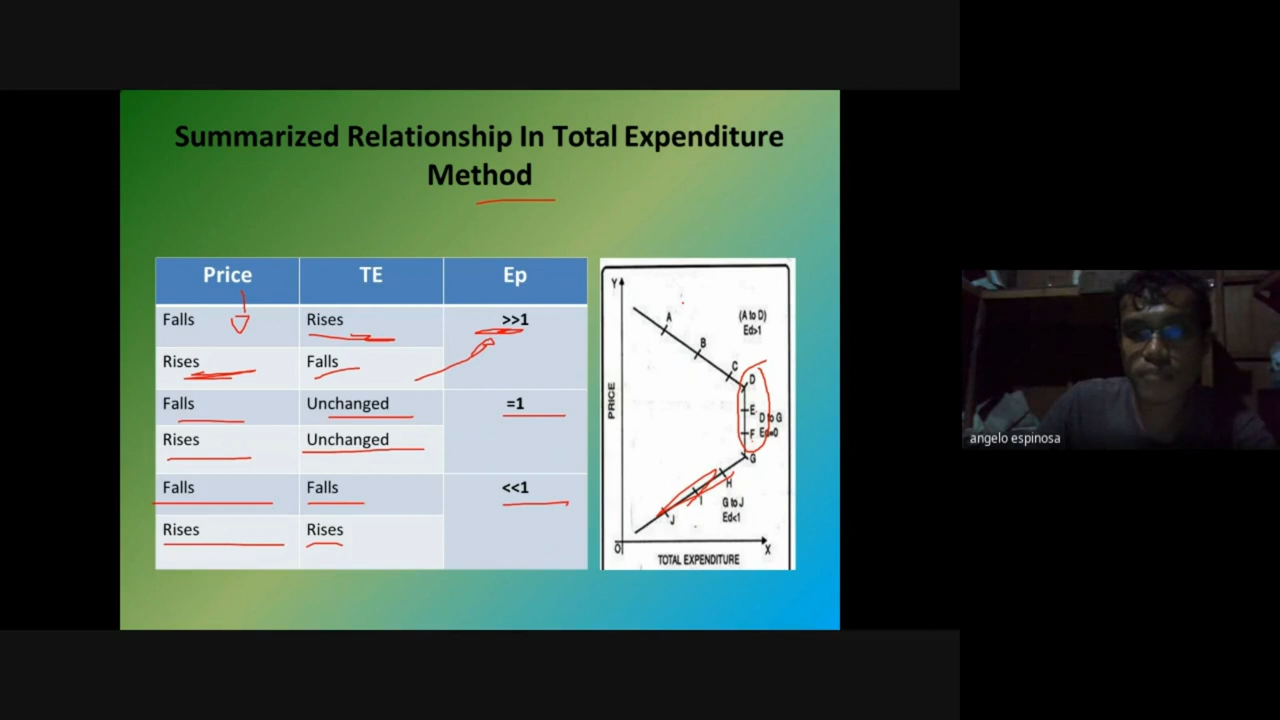 Summarized Relationship In Total Expenditure
Method
Price TE Ep
Falls Rises >>1
Rises Falls
Falls Unchanged =1
Rises Unchanged
Falls Falls <<1
Rises Rises
Y
A
(A to D)
Ed>1
B
C
D
PRICE
E D to G
F Ed=0
G
H
I
G to J
J
Ed<1
O
X
TOTAL EXPENDITURE
angelo espinosa